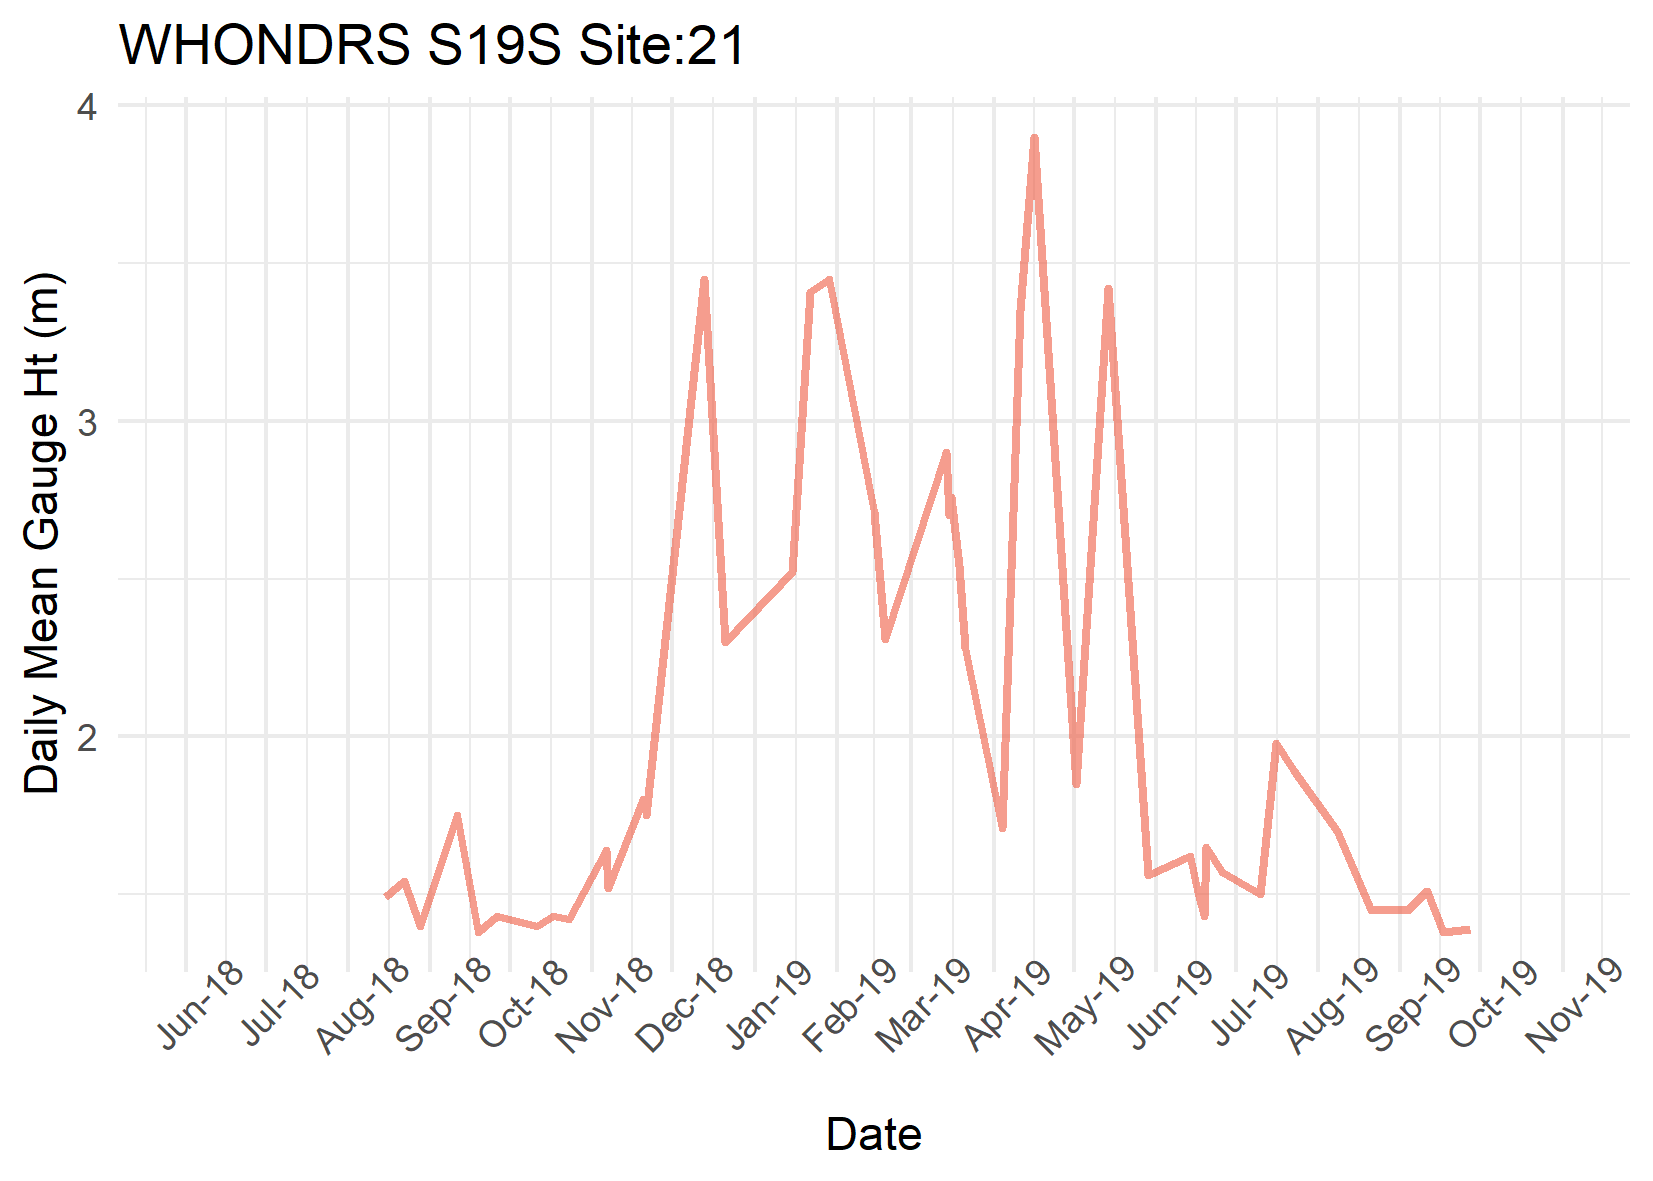 WHONDRS S19S Site:21
Daily Mean Gauge Ht (m)
4
3
2
Jun-18
Jul-18
Aug-18
Sep-18
Oct-18
Nov-18
Dec-18
Jan-19
Feb-19
Mar-19
Apr-19
May-19
Jun-19
Jul-19
Aug-19
Sep-19
Oct-19
Nov-19
Date